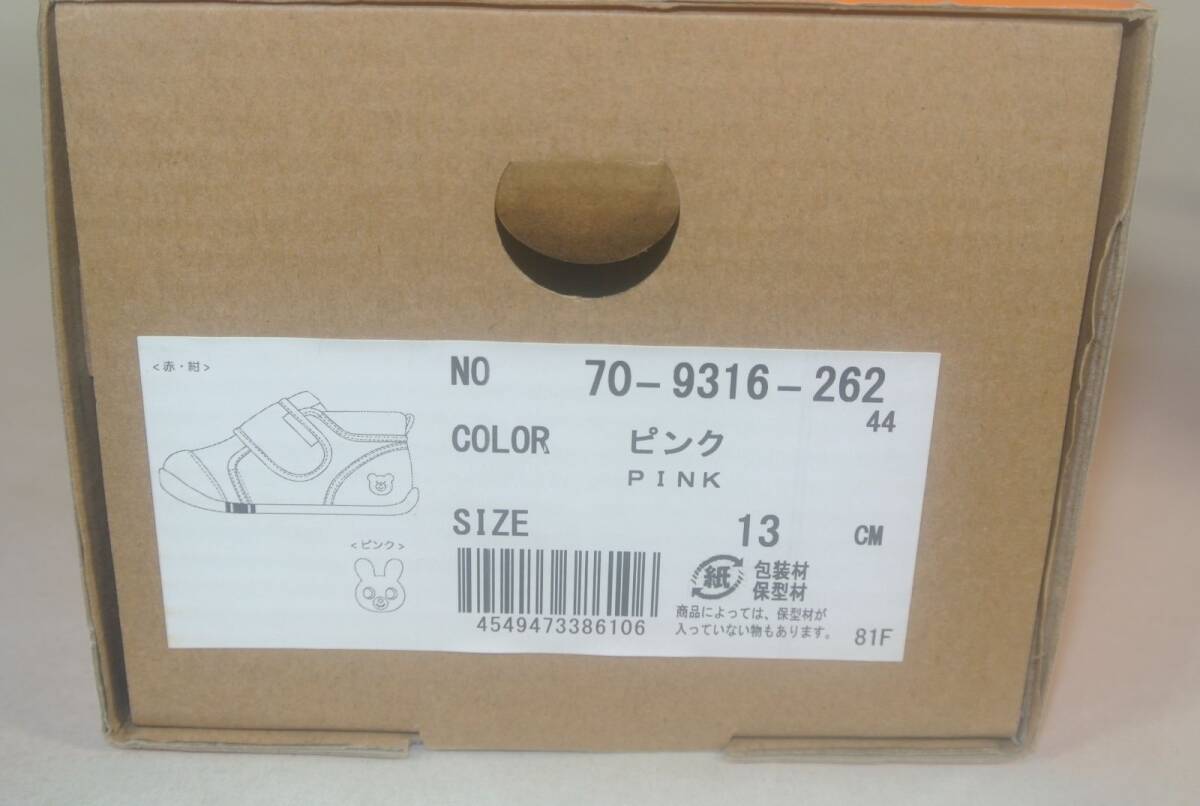 <赤・紺>
NO 70-9316-262
44
COLOR ピンク
PINK
SIZE 13 CM
<ピンク>
紙 包装材
保型材
商品によっては、保型材が
入っていない物もあります。
4549473386106
81F